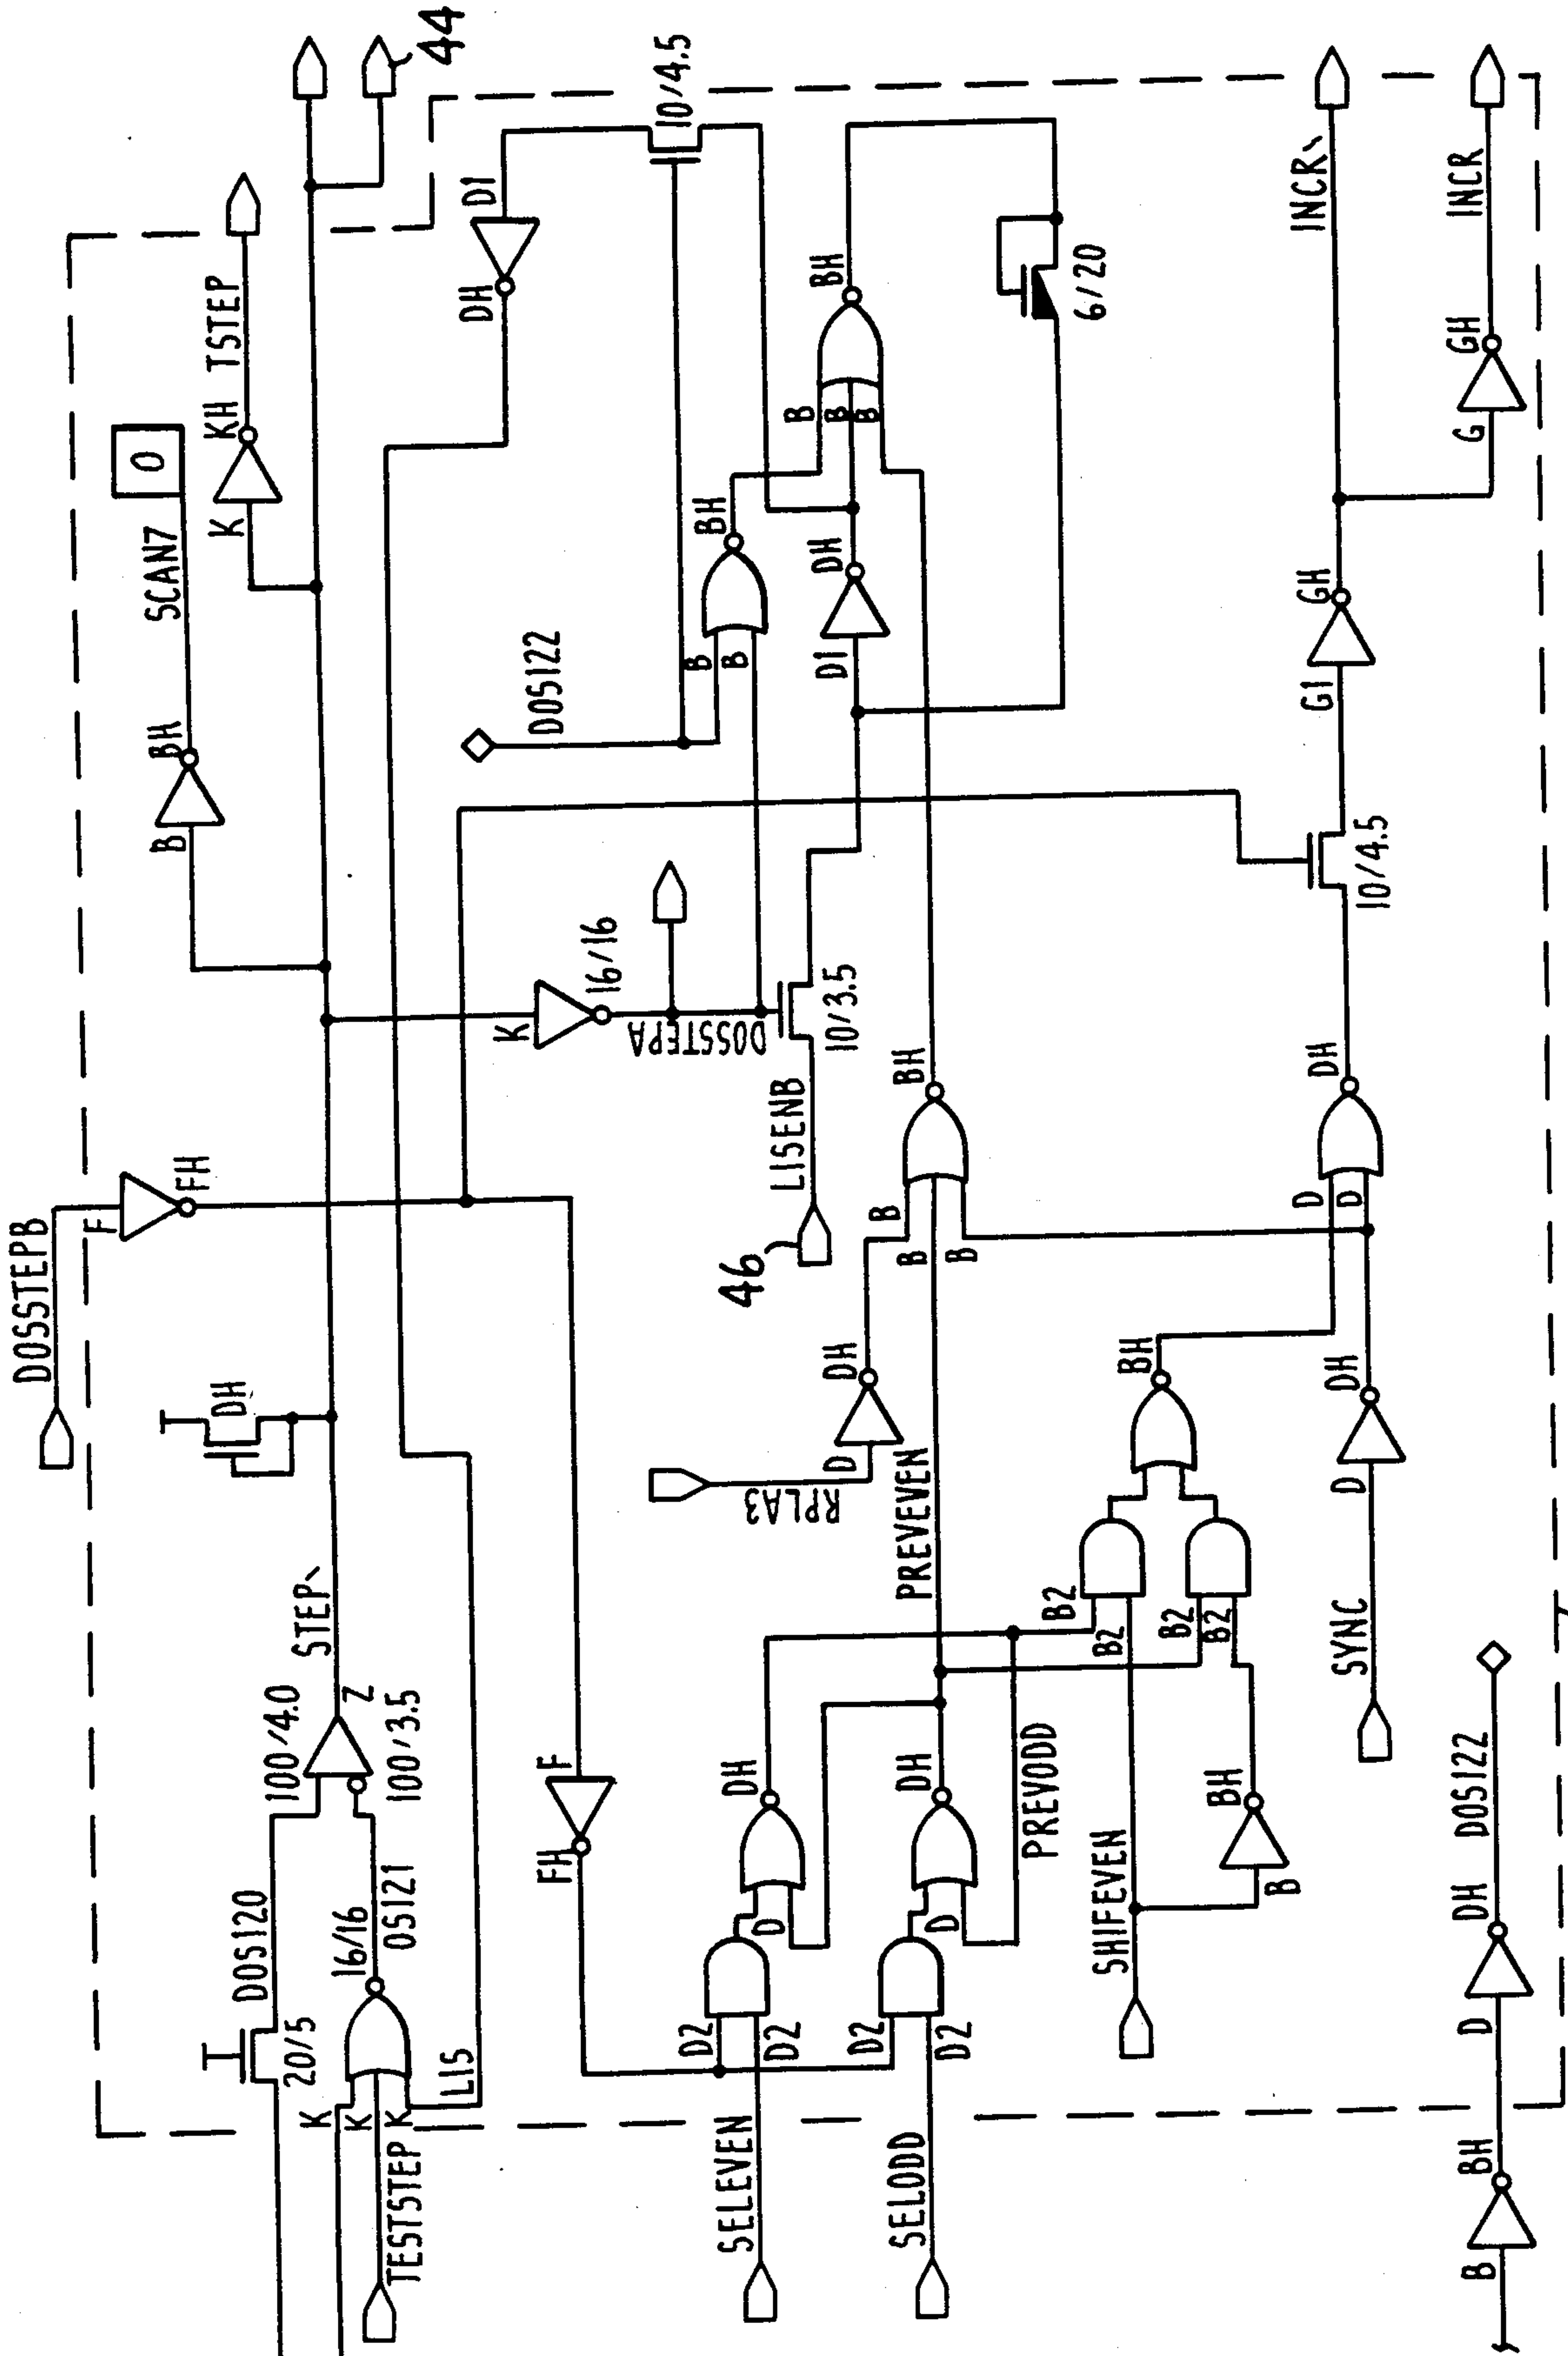 44
DOSSTEPB
F
FH
DH
STEP\
100/4.0
Z
100/3.5
DOS120
20/5
16/16
OS121
K
K
K
LIS
TESTSTEP
B
BH
SCAN7
0
K
KH
TSTEP
K
16/16
DOSSTEPA
DH
D1
10/4.5
DOS122
B
B
BH
D1
DH
B
B
B
BH
6/20
LISENB
46
10/3.5
F
FH
RPLA3
D
DH
B
B
B
BH
PREVEVEN
PREVODD
SELEVEN
SELODD
D2
D2
D2
D2
D
D
DH
DH
SHIFEVEN
B
BH
B2
B2
B2
B2
BH
SYNC
D
DH
D
D
DH
10/4.5
G1
GH
INCR\
G
GH
INCR
B
BH
D
DH
DOS122